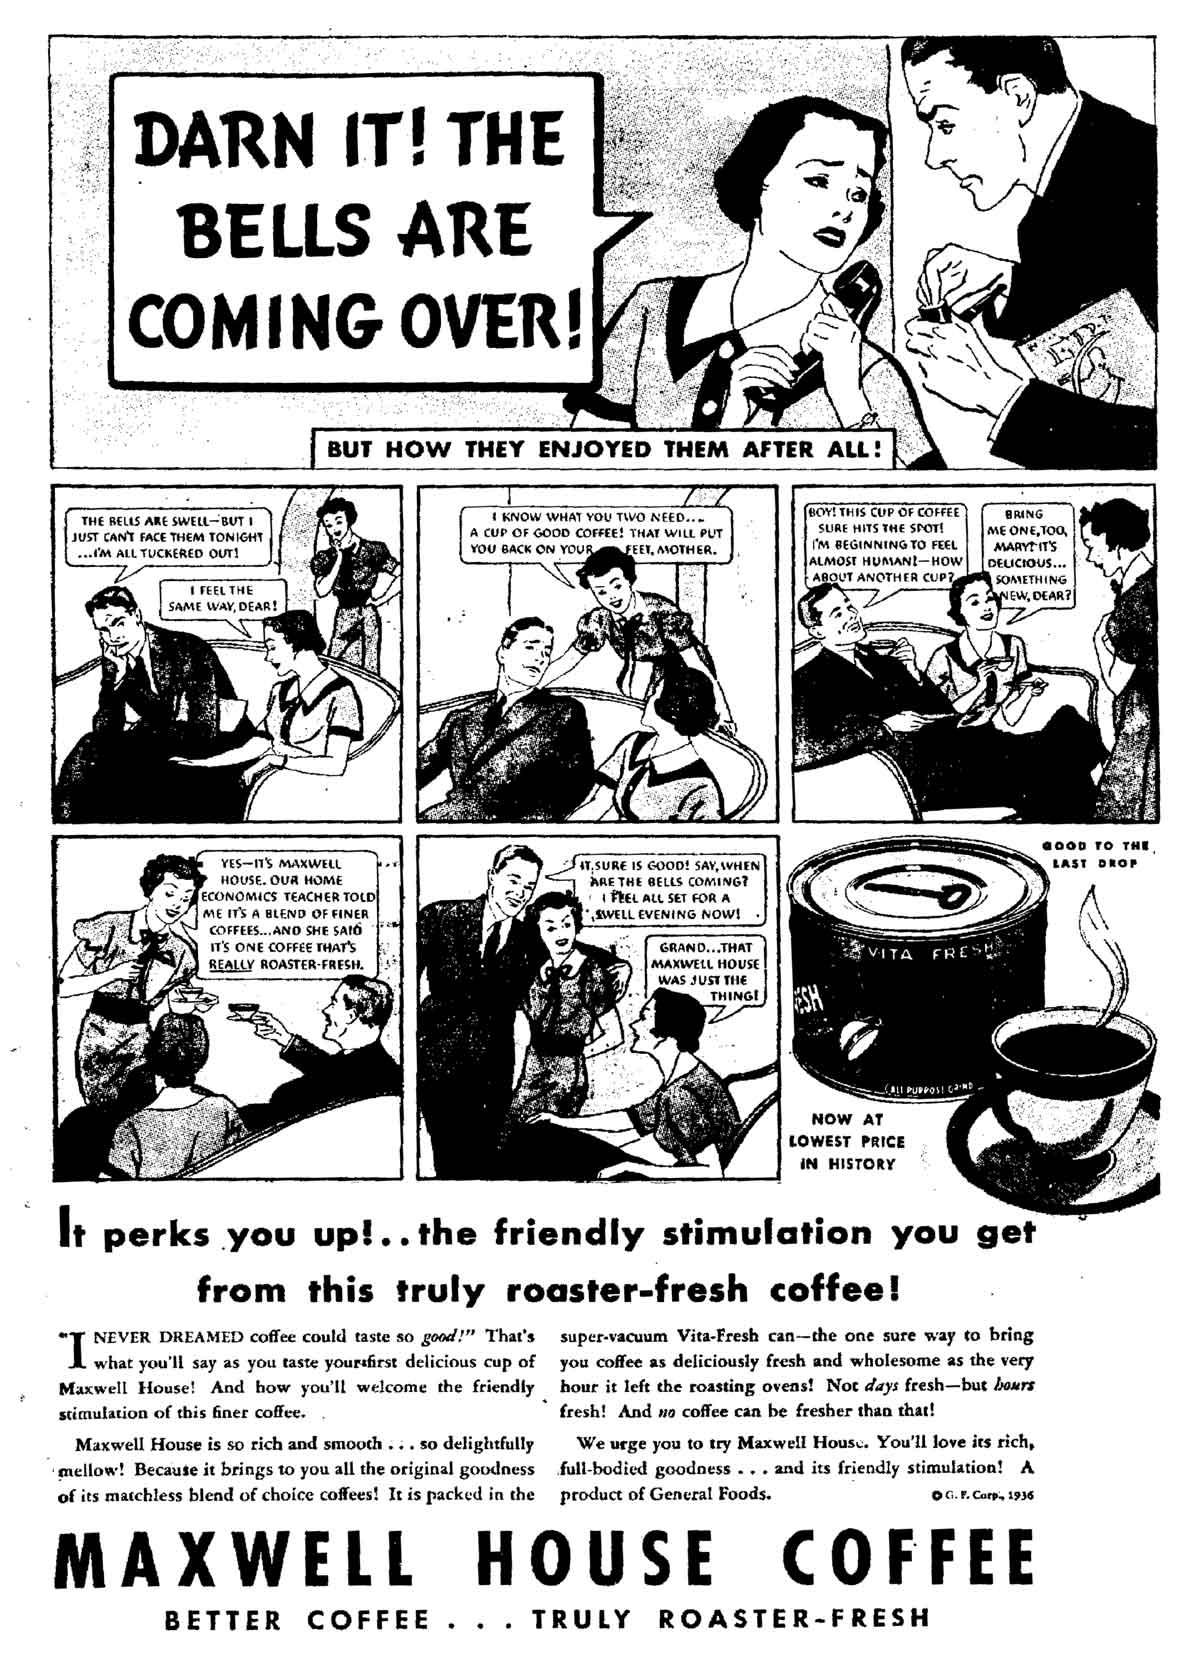 DARN IT! THE
BELLS ARE
COMING OVER!
BUT HOW THEY ENJOYED THEM AFTER ALL!
THE BELLS ARE SWELL—BUT I
JUST CAN'T FACE THEM TONIGHT
...I'M ALL TUCKERED OUT!
I FEEL THE
SAME WAY, DEAR!
I KNOW WHAT YOU TWO NEED....
A CUP OF GOOD COFFEE! THAT WILL PUT
YOU BACK ON YOUR FEET, MOTHER.
BOY! THIS CUP OF COFFEE
SURE HITS THE SPOT!
I'M BEGINNING TO FEEL
ALMOST HUMAN!—HOW
ABOUT ANOTHER CUP?
BRING
ME ONE, TOO,
MARY! IT'S
DELICIOUS...
SOMETHING
NEW, DEAR?
YES—IT'S MAXWELL
HOUSE. OUR HOME
ECONOMICS TEACHER TOLD
ME IT'S A BLEND OF FINER
COFFEES...AND SHE SAID
IT'S ONE COFFEE THAT'S
REALLY ROASTER-FRESH.
IT SURE IS GOOD! SAY, WHEN
ARE THE BELLS COMING?
I FEEL ALL SET FOR A
SWELL EVENING NOW!
GRAND...THAT
MAXWELL HOUSE
WAS JUST THE
THING!
GOOD TO THE
LAST DROP
VITA FRESH
ESH
ALL PURPOSE GRIND
NOW AT
LOWEST PRICE
IN HISTORY
It perks you up!..the friendly stimulation you get
from this truly roaster-fresh coffee!
"I NEVER DREAMED coffee could taste so good!" That's
what you'll say as you taste your first delicious cup of
Maxwell House! And how you'll welcome the friendly
stimulation of this finer coffee.
Maxwell House is so rich and smooth . . . so delightfully
mellow! Because it brings to you all the original goodness
of its matchless blend of choice coffees! It is packed in the
super-vacuum Vita-Fresh can—the one sure way to bring
you coffee as deliciously fresh and wholesome as the very
hour it left the roasting ovens! Not days fresh—but hours
fresh! And no coffee can be fresher than that!
We urge you to try Maxwell House. You'll love its rich,
full-bodied goodness . . . and its friendly stimulation! A
product of General Foods.
© G. F. Corp., 1936
MAXWELL HOUSE COFFEE
BETTER COFFEE . . . TRULY ROASTER-FRESH